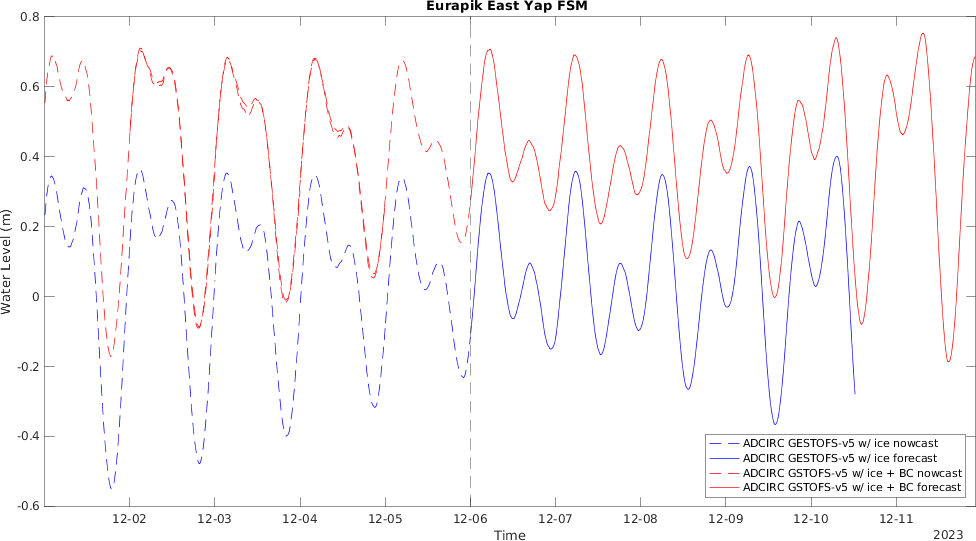 Eurapik East Yap FSM
0.8
0.6
0.4
0.2
0
-0.2
-0.4
-0.6
Water Level (m)
ADCIRC GESTOFS-v5 w/ ice nowcast
ADCIRC GESTOFS-v5 w/ ice forecast
ADCIRC GSTOFS-v5 w/ ice + BC nowcast
ADCIRC GSTOFS-v5 w/ ice + BC forecast
12-02 12-03 12-04 12-05 12-06 12-07 12-08 12-09 12-10 12-11
Time
2023